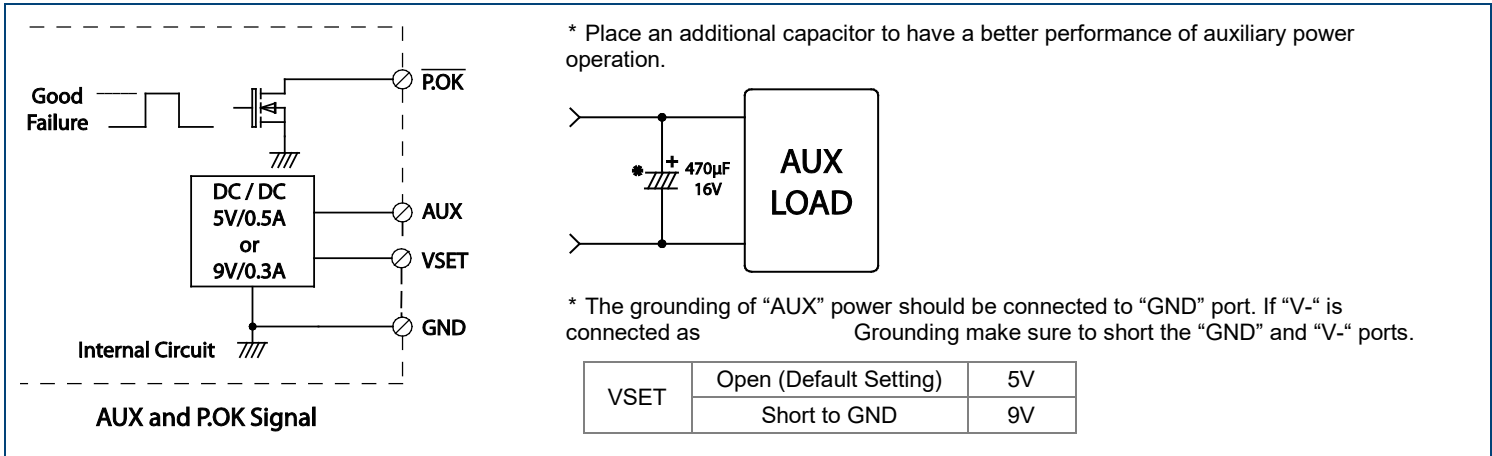 Good
Failure
P.OK
DC / DC
5V/0.5A
or
9V/0.3A
AUX
VSET
GND
Internal Circuit
AUX and P.OK Signal
* Place an additional capacitor to have a better performance of auxiliary power
operation.
* + 470µF
16V
AUX
LOAD
* The grounding of “AUX” power should be connected to “GND” port. If “V-“ is
connected as Grounding make sure to short the “GND” and “V-“ ports.
VSET Open (Default Setting) 5V
Short to GND 9V